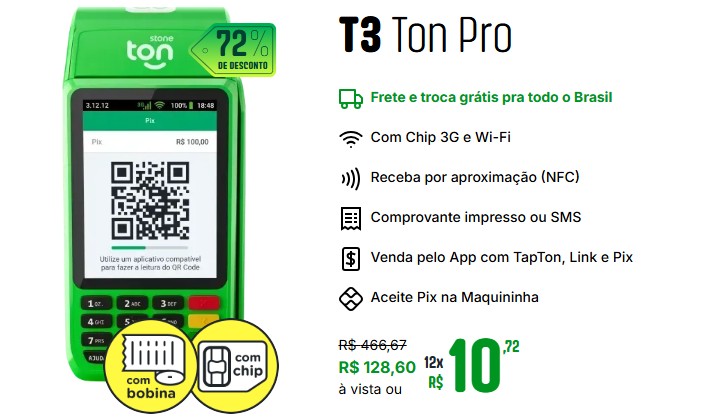 stone
ton
72%
DE DESCONTO
3.12.12 3G 100% 18:48
Pix
Pix R$ 100,00
Utilize um aplicativo compatível
para fazer a leitura do QR Code
1 QZ. 2 ABC 3 DEF
4 GHI 5
7 PRS
AJUDA
com
bobina
com
chip
T3 Ton Pro
Frete e troca grátis pra todo o Brasil
Com Chip 3G e Wi-Fi
Receba por aproximação (NFC)
Comprovante impresso ou SMS
Venda pelo App com TapTon, Link e Pix
Aceite Pix na Maquininha
R$ 466,67
R$ 128,60
à vista ou
12x
R$
10,72